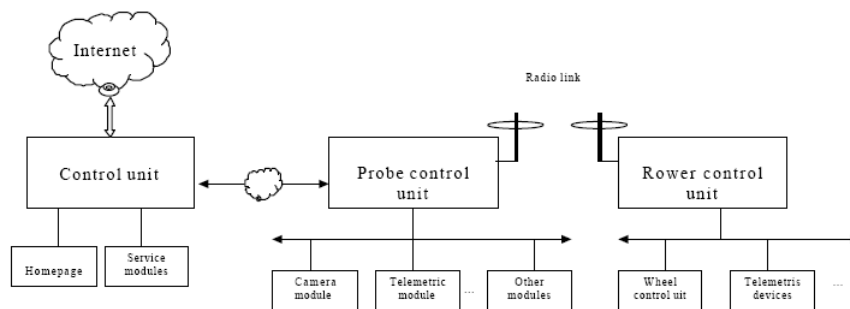 Internet
Radio link
Control unit
Probe control
unit
Rower control
unit
Homepage
Service
modules
Camera
module
Telemetric
module
...
Other
modules
Wheel
control uit
Telemetris
devices
...